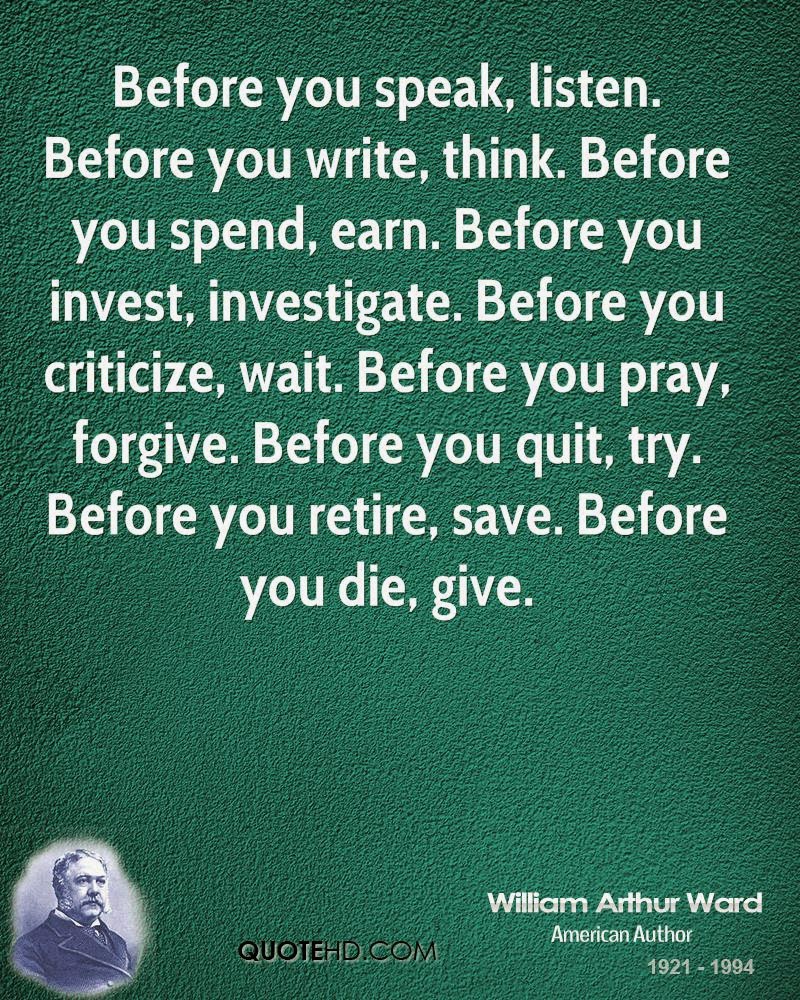 Before you speak, listen.
Before you write, think. Before
you spend, earn. Before you
invest, investigate. Before you
criticize, wait. Before you pray,
forgive. Before you quit, try.
Before you retire, save. Before
you die, give.
William Arthur Ward
American Author
QUOTEHD.COM
1921 - 1994